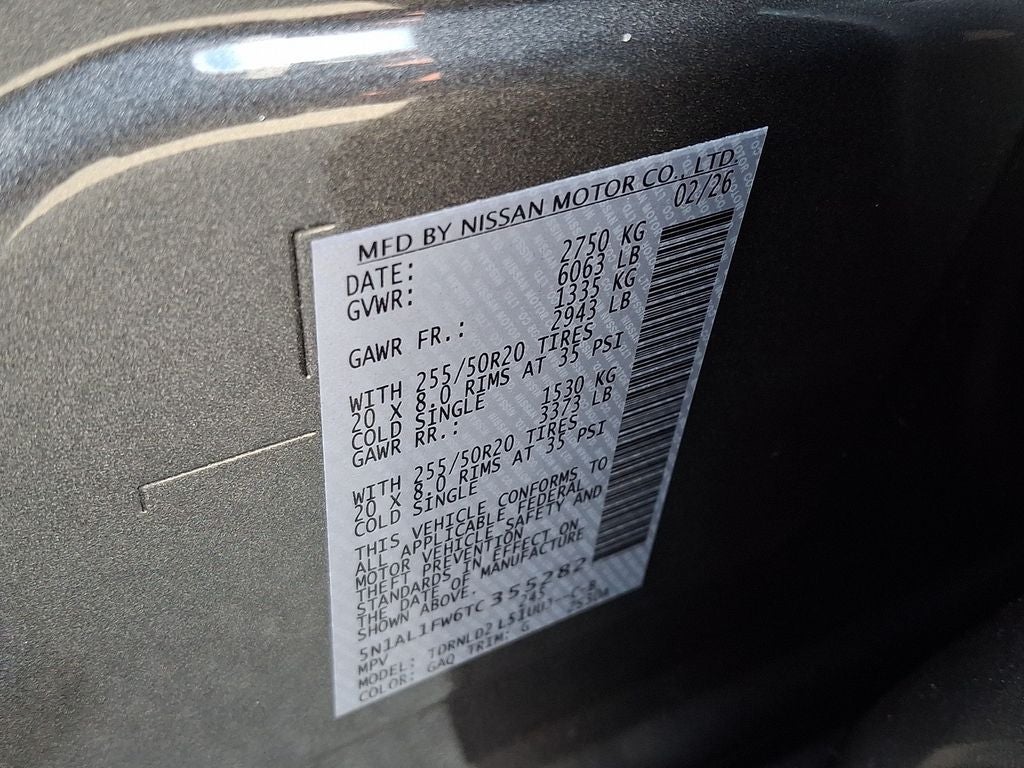 MFD BY NISSAN MOTOR CO., LTD.
DATE: 02/26
GVWR: 2750 KG
6063 LB
GAWR FR.: 1335 KG
2943 LB
WITH 255/50R20 TIRES
20 X 8.0 RIMS AT 35 PSI
COLD SINGLE
GAWR RR.: 1530 KG
3373 LB
WITH 255/50R20 TIRES
20 X 8.0 RIMS AT 35 PSI
COLD SINGLE
THIS VEHICLE CONFORMS TO
ALL APPLICABLE FEDERAL
MOTOR VEHICLE SAFETY AND
THEFT PREVENTION
STANDARDS IN EFFECT ON
THE DATE OF MANUFACTURE
SHOWN ABOVE.
5N1AL1FW6TC355282
MPV
MODEL: TDRNLD2
COLOR: GAQ TRIM: G